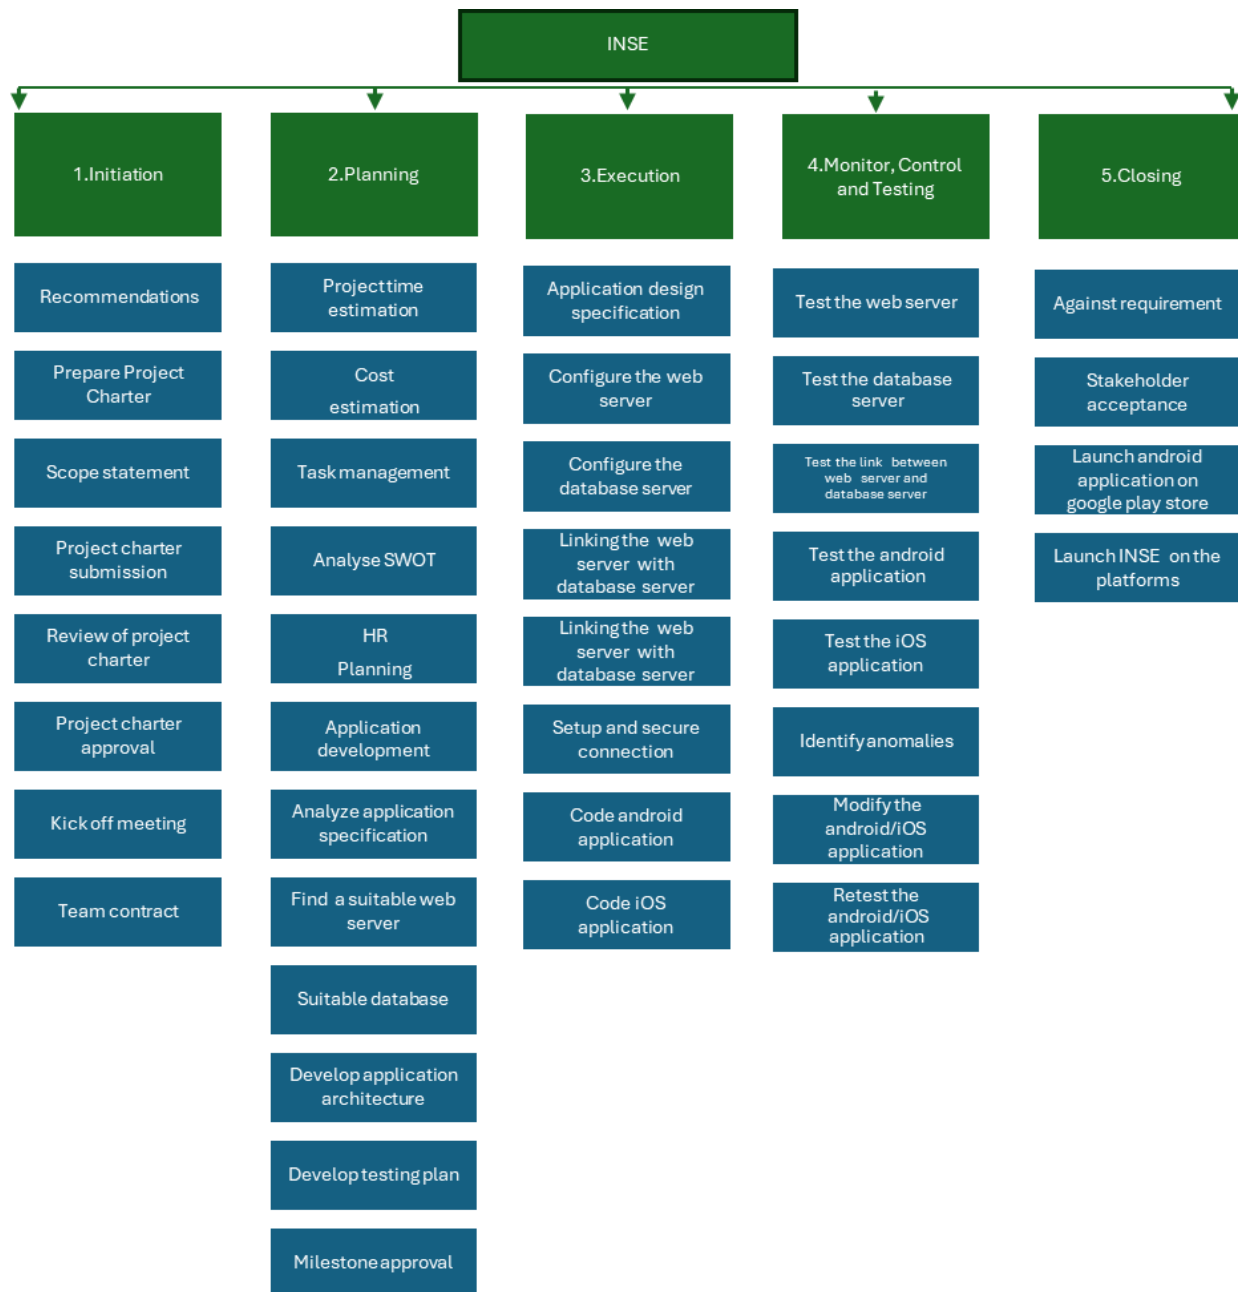 INSE
1.Initiation
2.Planning
3.Execution
4.Monitor, Control
and Testing
5.Closing
Recommendations
Prepare Project
Charter
Scope statement
Project charter
submission
Review of project
charter
Project charter
approval
Kick off meeting
Team contract
Project time
estimation
Cost
estimation
Task management
Analyse SWOT
HR
Planning
Application
development
Analyze application
specification
Find a suitable web
server
Suitable database
Develop application
architecture
Develop testing plan
Milestone approval
Application design
specification
Configure the web
server
Configure the
database server
Linking the web
server with
database server
Linking the web
server with
database server
Setup and secure
connection
Code android
application
Code iOS
application
Test the web server
Test the database
server
Test the link between
web server and
database server
Test the android
application
Test the iOS
application
Identify anomalies
Modify the
android/iOS
application
Retest the
android/iOS
application
Against requirement
Stakeholder
acceptance
Launch android
application on
google play store
Launch INSE on the
platforms